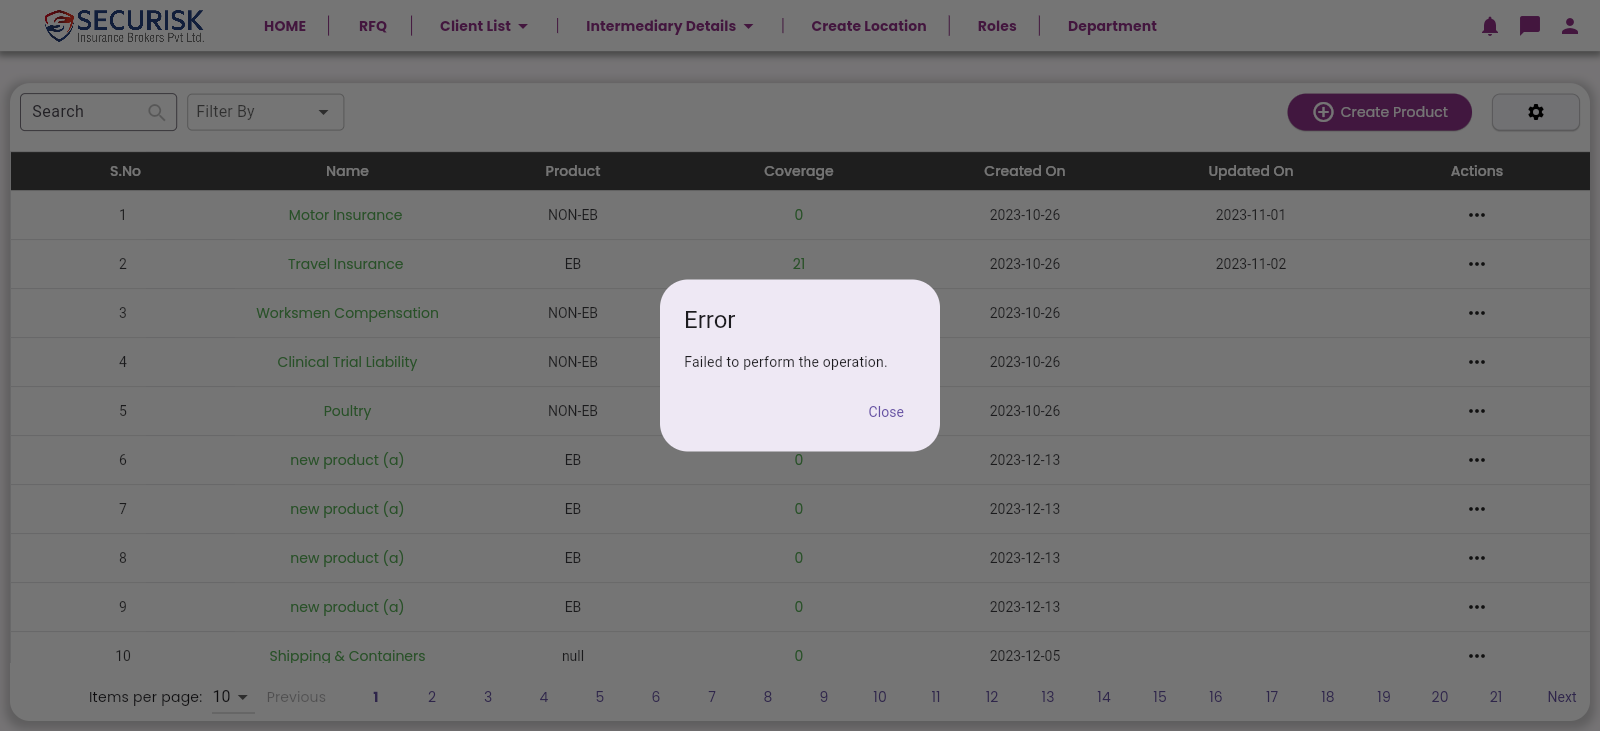 SECURISK
Insurance Brokers Pvt Ltd.
HOME RFQ Client List Intermediary Details Create Location Roles Department
Search Filter By Create Product
S.No Name Product Coverage Created On Updated On Actions
1 Motor Insurance NON-EB 0 2023-10-26 2023-11-01
2 Travel Insurance EB 21 2023-10-26 2023-11-02
3 Worksmen Compensation NON-EB 2023-10-26
4 Clinical Trial Liability NON-EB 2023-10-26
5 Poultry NON-EB 2023-10-26
Error
Failed to perform the operation.
Close
6 new product (a) EB 0 2023-12-13
7 new product (a) EB 0 2023-12-13
8 new product (a) EB 0 2023-12-13
9 new product (a) EB 0 2023-12-13
10 Shipping & Containers null 0 2023-12-05
Items per page: 10 Previous 1 2 3 4 5 6 7 8 9 10 11 12 13 14 15 16 17 18 19 20 21 Next